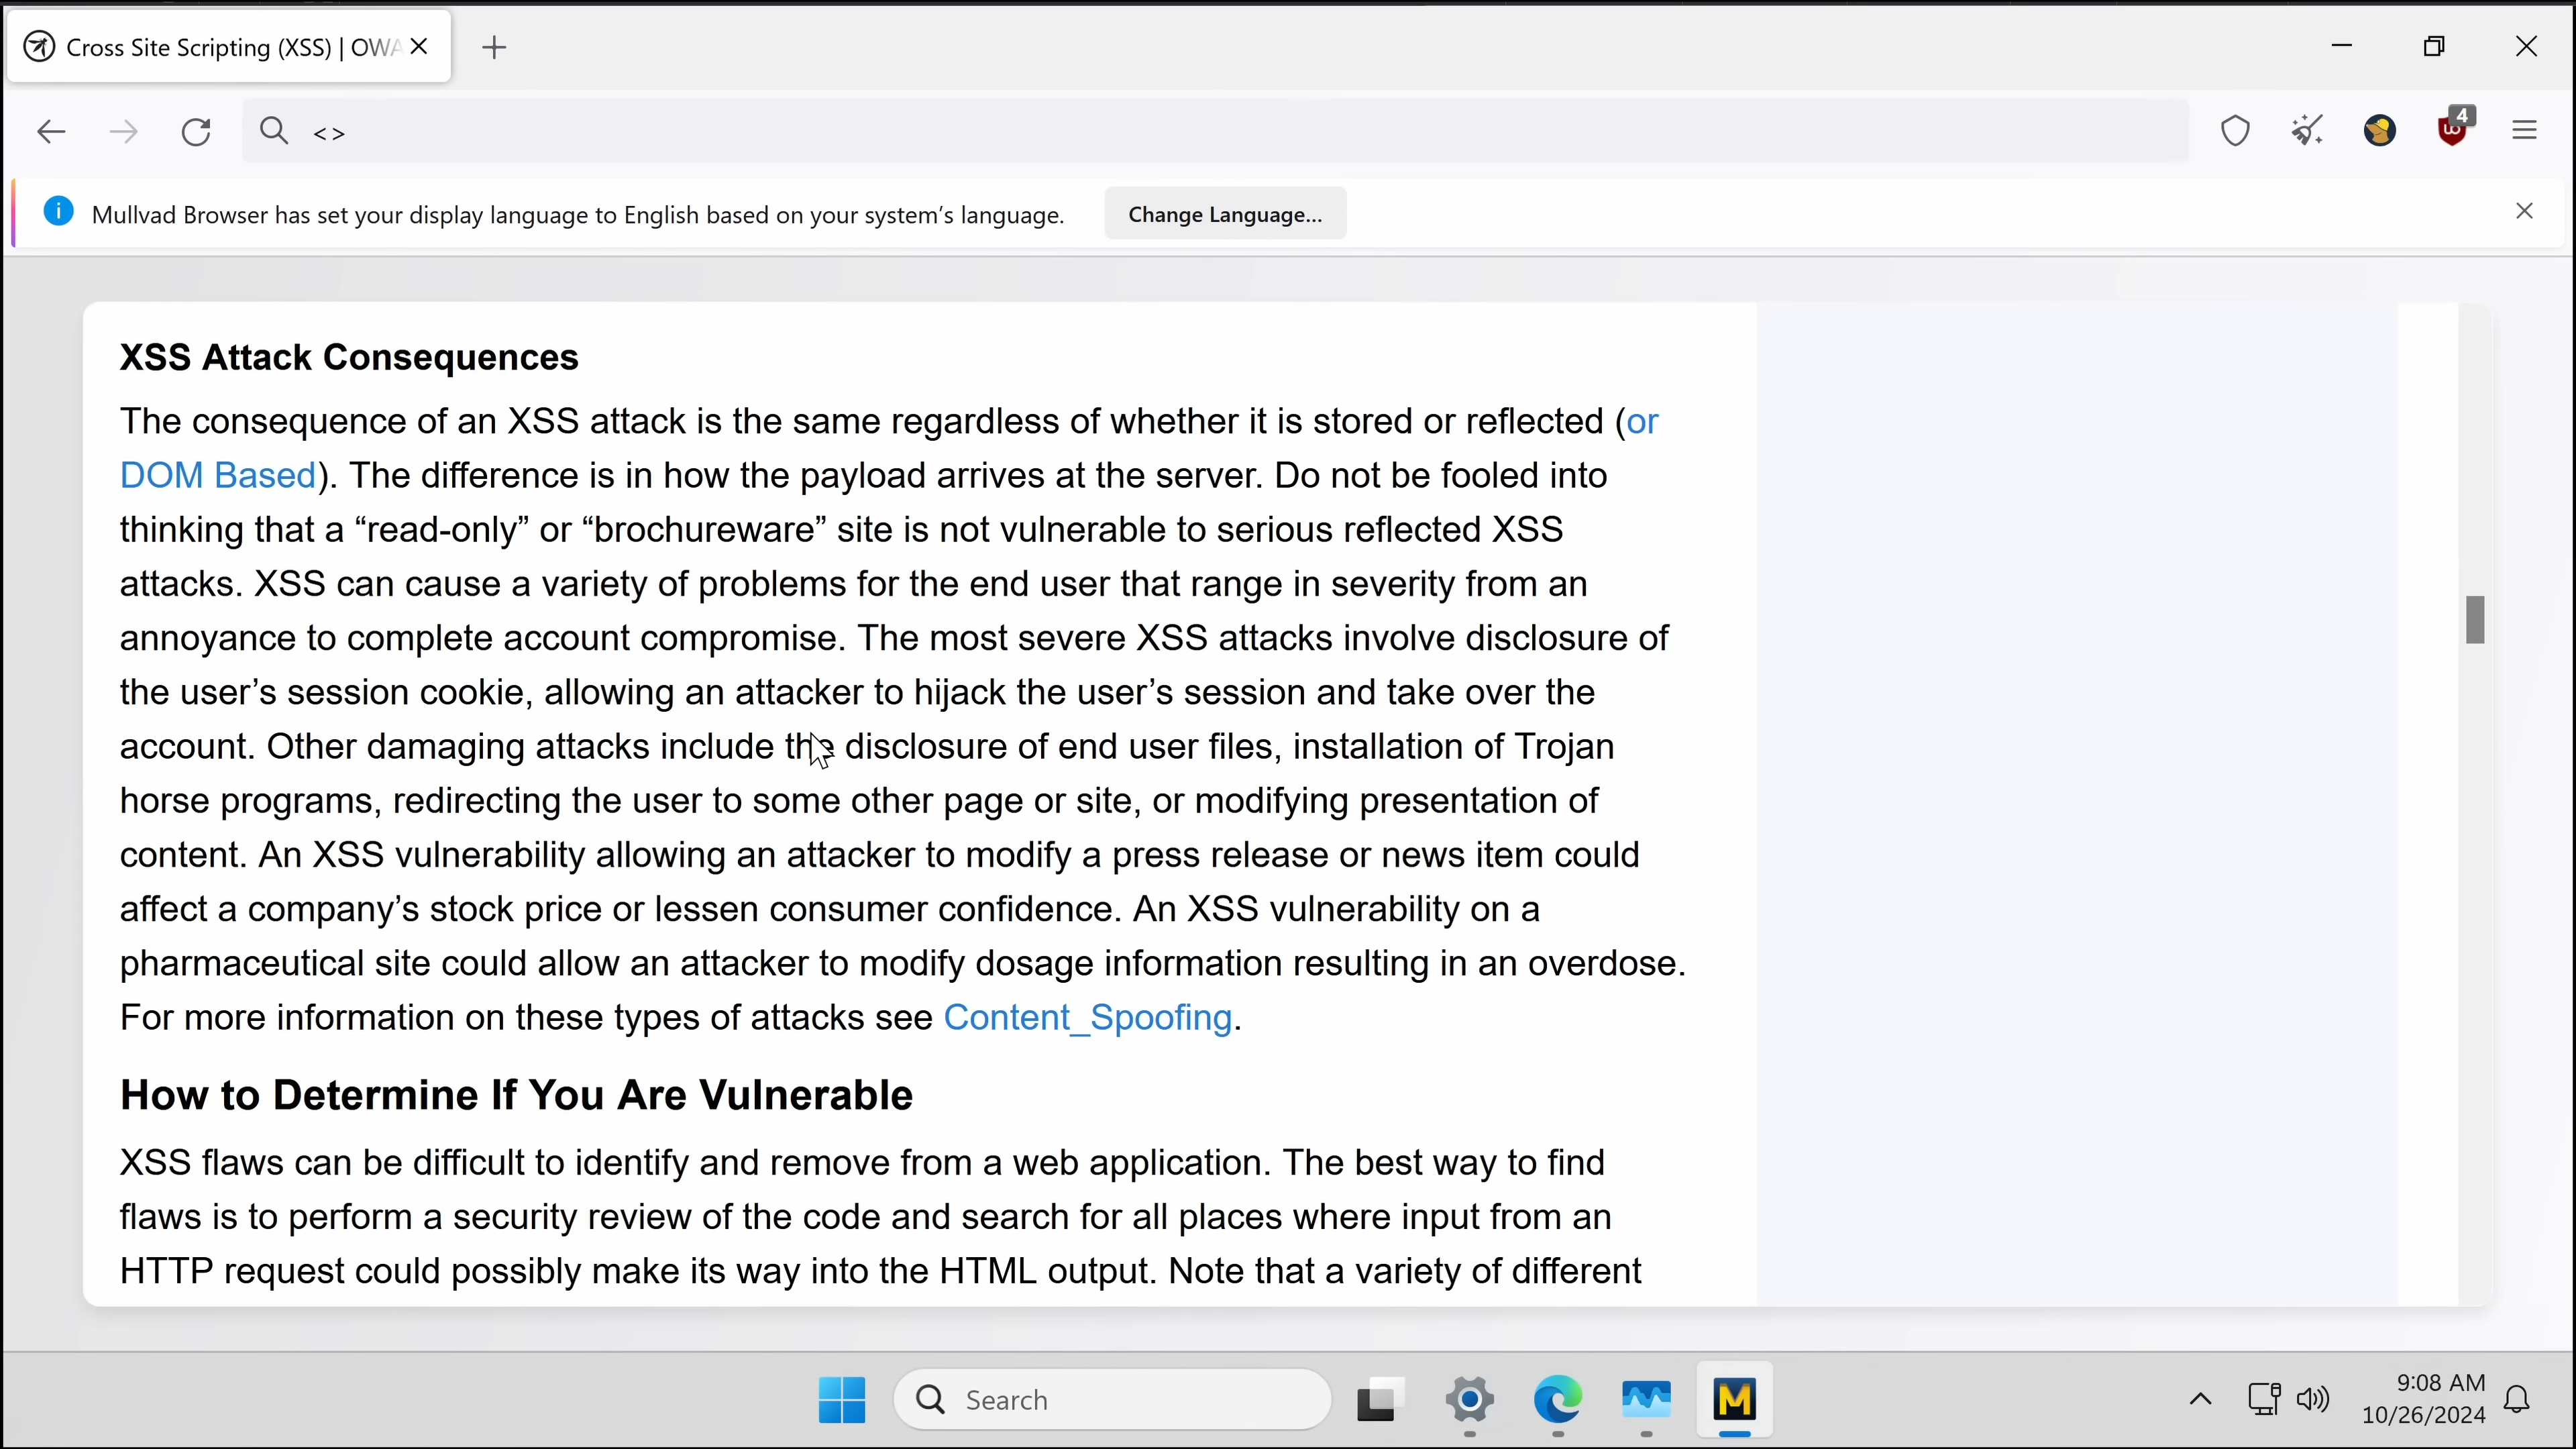 Cross Site Scripting (XSS) | OWA
<>
4
Mullvad Browser has set your display language to English based on your system's language.
Change Language...
XSS Attack Consequences
The consequence of an XSS attack is the same regardless of whether it is stored or reflected (or
DOM Based). The difference is in how the payload arrives at the server. Do not be fooled into
thinking that a “read-only” or “brochureware” site is not vulnerable to serious reflected XSS
attacks. XSS can cause a variety of problems for the end user that range in severity from an
annoyance to complete account compromise. The most severe XSS attacks involve disclosure of
the user’s session cookie, allowing an attacker to hijack the user’s session and take over the
account. Other damaging attacks include the disclosure of end user files, installation of Trojan
horse programs, redirecting the user to some other page or site, or modifying presentation of
content. An XSS vulnerability allowing an attacker to modify a press release or news item could
affect a company’s stock price or lessen consumer confidence. An XSS vulnerability on a
pharmaceutical site could allow an attacker to modify dosage information resulting in an overdose.
For more information on these types of attacks see Content_Spoofing.
How to Determine If You Are Vulnerable
XSS flaws can be difficult to identify and remove from a web application. The best way to find
flaws is to perform a security review of the code and search for all places where input from an
HTTP request could possibly make its way into the HTML output. Note that a variety of different
Search
M
9:08 AM
10/26/2024